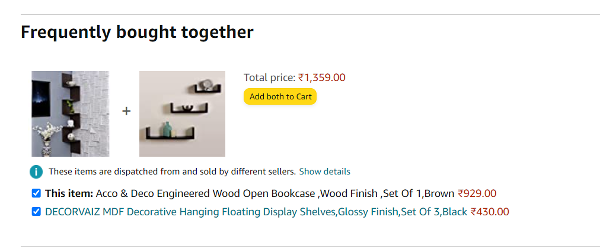 Frequently bought together
Total price: ₹1,359.00
+
Add both to Cart
i These items are dispatched from and sold by different sellers. Show details
This item: Acco & Deco Engineered Wood Open Bookcase ,Wood Finish ,Set Of 1,Brown ₹929.00
DECORVAIZ MDF Decorative Hanging Floating Display Shelves,Glossy Finish,Set Of 3,Black ₹430.00